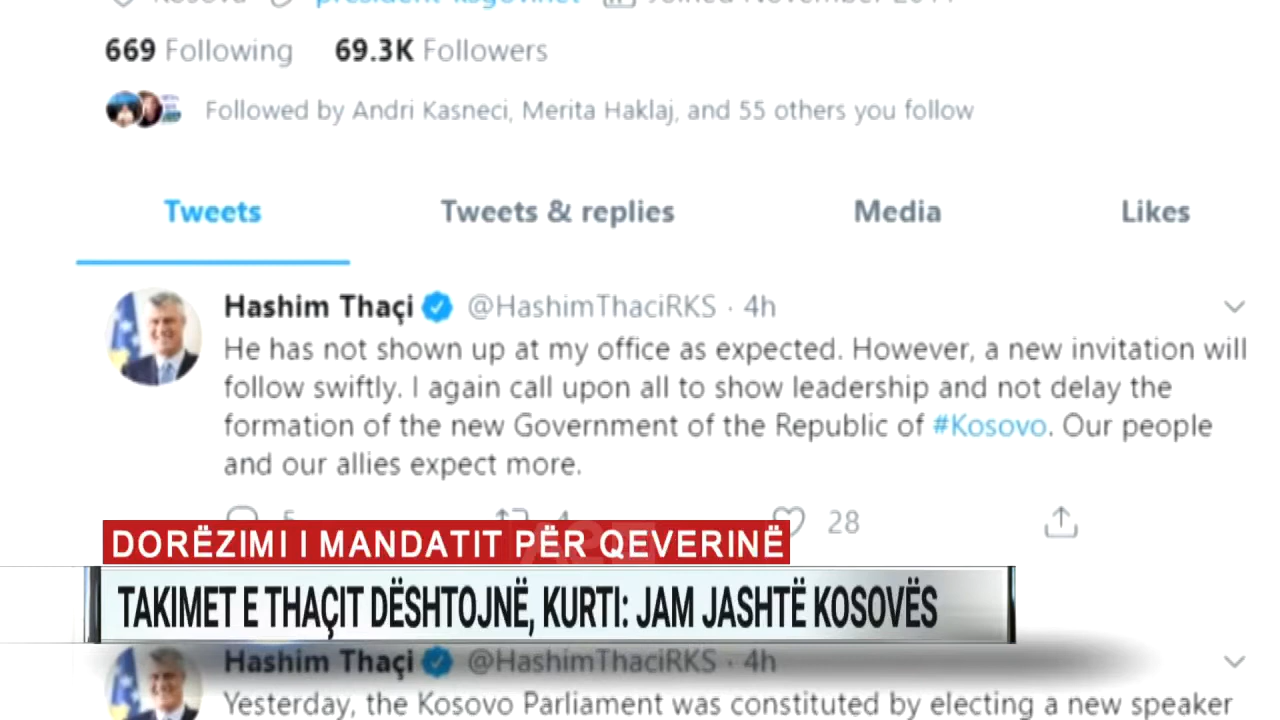 669 Following 69.3K Followers
Followed by Andri Kasneci, Merita Haklaj, and 55 others you follow
Tweets Tweets & replies Media Likes
Hashim Thaçi @HashimThaciRKS · 4h
He has not shown up at my office as expected. However, a new invitation will
follow swiftly. I again call upon all to show leadership and not delay the
formation of the new Government of the Republic of #Kosovo. Our people
and our allies expect more.
28
DORËZIMI I MANDATIT PËR QEVERINË
TAKIMET E THAÇIT DËSHTOJNË, KURTI: JAM JASHTË KOSOVËS
Hashim Thaçi @HashimThaciRKS · 4h
Yesterday, the Kosovo Parliament was constituted by electing a new speaker